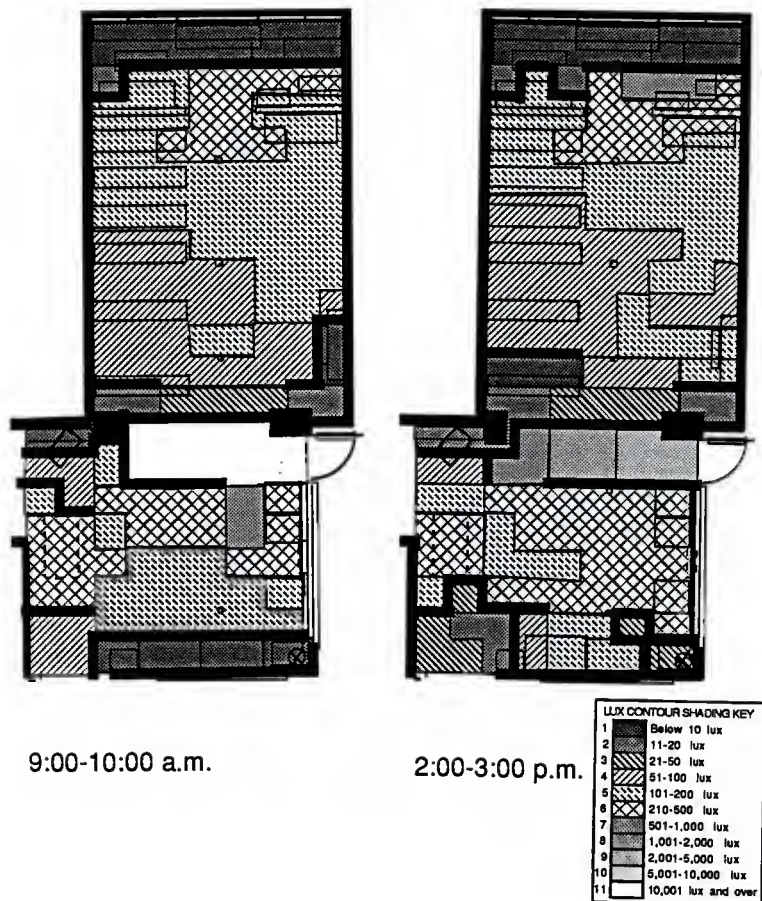 9:00-10:00 a.m.
2:00-3:00 p.m.
LUX CONTOUR SHADING KEY
1 Below 10 lux
2 11-20 lux
3 21-50 lux
4 51-100 lux
5 101-200 lux
6 210-500 lux
7 501-1,000 lux
8 1,001-2,000 lux
9 2,001-5,000 lux
10 5,001-10,000 lux
11 10,001 lux and over